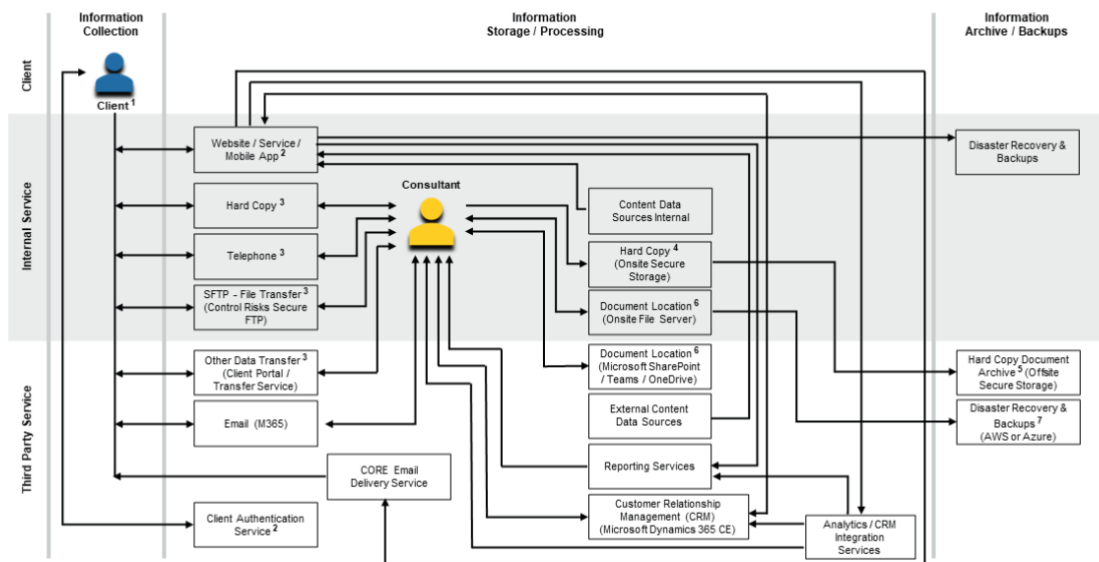 Information
Collection
Information
Storage / Processing
Information
Archive / Backups
Client
Client 1
Internal Service
Website / Service /
Mobile App 2
Disaster Recovery &
Backups
Consultant
Hard Copy 3
Content Data
Sources Internal
Telephone 3
Hard Copy 4
(Onsite Secure
Storage)
SFTP - File Transfer 3
(Control Risks Secure
FTP)
Document Location 6
(Onsite File Server)
Third Party Service
Other Data Transfer 3
(Client Portal /
Transfer Service)
Document Location 6
(Microsoft SharePoint
/ Teams / OneDrive)
Hard Copy Document
Archive 5 (Offsite
Secure Storage)
Email (M365)
External Content
Data Sources
Disaster Recovery &
Backups 7
(AWS or Azure)
CORE Email
Delivery Service
Reporting Services
Client Authentication
Service 2
Customer Relationship
Management (CRM)
(Microsoft Dynamics 365 CE)
Analytics / CRM
Integration
Services